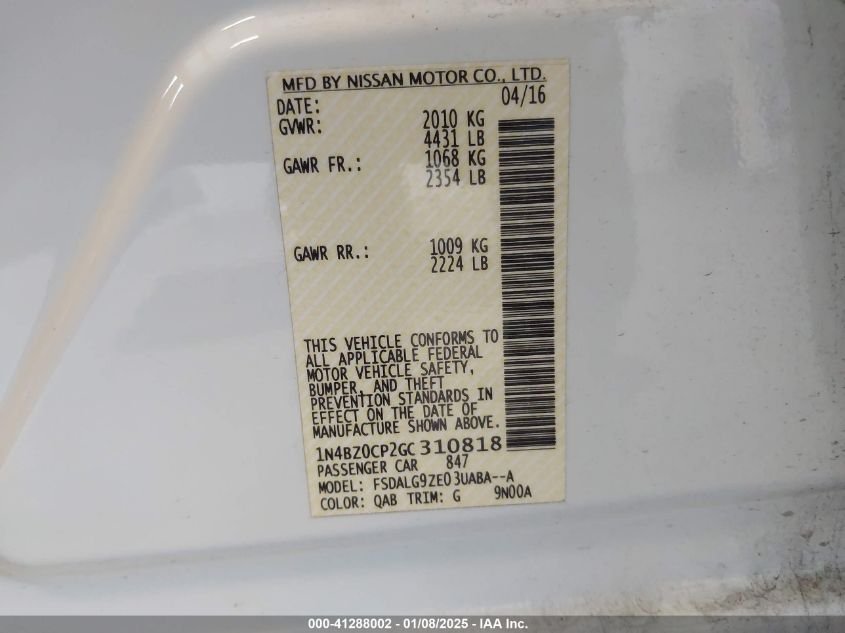 MFD BY NISSAN MOTOR CO., LTD.
DATE: 04/16
GVWR: 2010 KG
4431 LB
GAWR FR.: 1068 KG
2354 LB
GAWR RR.: 1009 KG
2224 LB
THIS VEHICLE CONFORMS TO
ALL APPLICABLE FEDERAL
MOTOR VEHICLE SAFETY,
BUMPER, AND THEFT
PREVENTION STANDARDS IN
EFFECT ON THE DATE OF
MANUFACTURE SHOWN ABOVE.
1N4BZ0CP2GC310818
PASSENGER CAR 847
MODEL: FSDALG9ZE03UABA--A
COLOR: QAB TRIM: G 9N00A
000-41288002 — 01/08/2025 — IAA Inc.